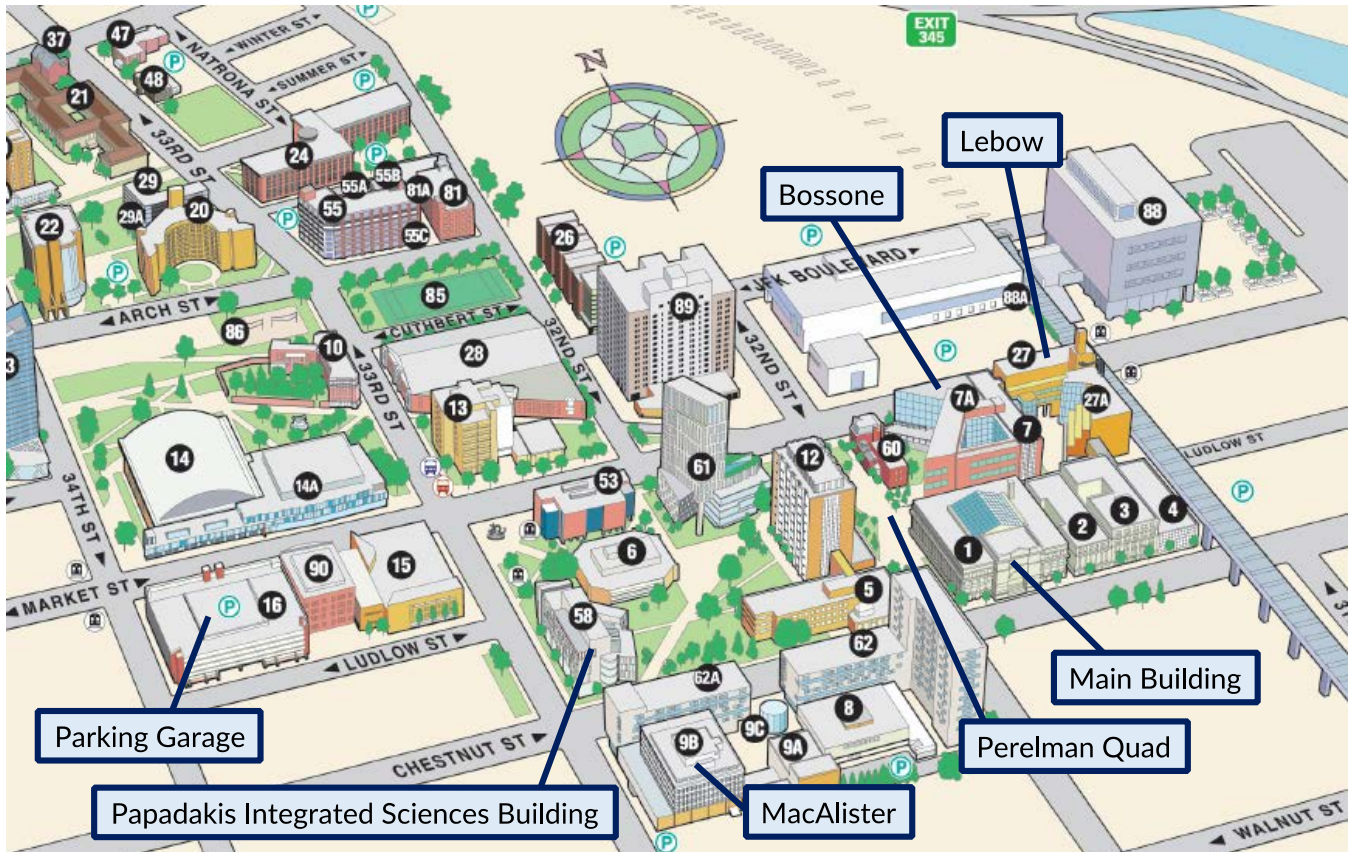 EXIT
345
37
47
NATRONA ST
WINTER ST
SUMMER ST
P
P
48
21
33RD ST
N
24
P
Lebow
Bossone
55A
55B
81A
81
55
55C
P
29
29A
20
22
P
26
P
P
88
JFK BOULEVARD
88A
89
32ND ST
85
CUTHBERT ST
ARCH ST
86
10
33RD ST
28
32ND ST
P
27
27A
7A
7
3
13
60
12
61
LUDLOW ST
P
14
14A
53
34TH ST
1
2
3
4
6
MARKET ST
90
15
16
P
58
5
62
LUDLOW ST
62A
Main Building
Parking Garage
8
9C
9B
9A
P
Perelman Quad
CHESTNUT ST
Papadakis Integrated Sciences Building
MacAlister
P
WALNUT ST